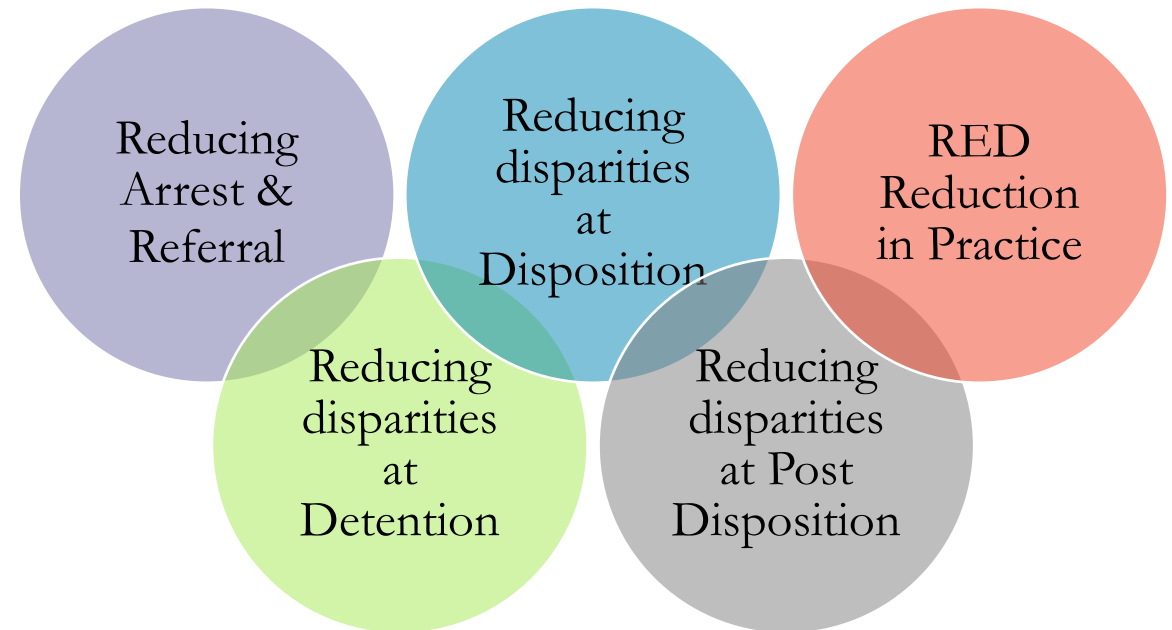 Reducing
Arrest &
Referral
Reducing
disparities
at
Detention
Reducing
disparities
at
Disposition
Reducing
disparities
at Post
Disposition
RED
Reduction
in Practice